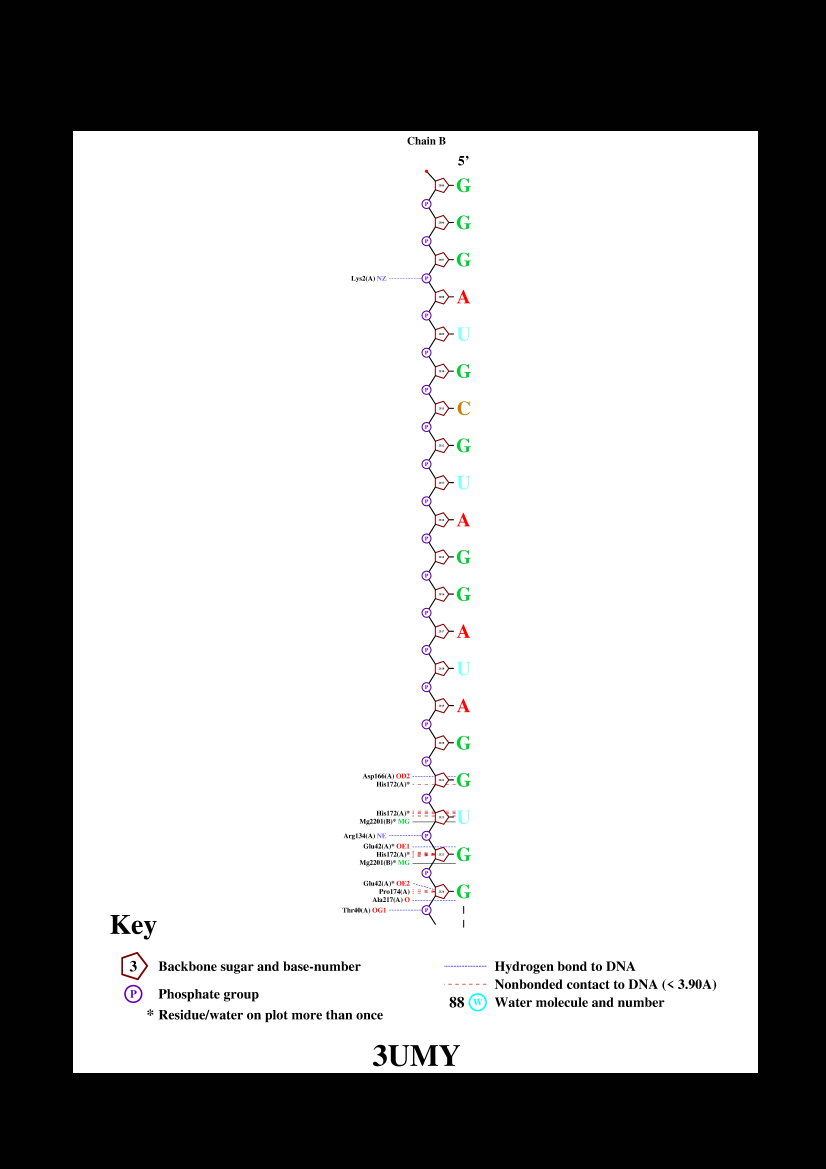 Chain B
5'
G
P
G
P
G
Lys2(A) NZ P
A
P
U
P
G
P
C
P
G
P
U
P
A
P
G
P
G
P
A
P
U
P
A
P
G
P
Asp166(A) OD2
G
His172(A)*
P
His172(A)*
U
Mg2201(B)* MG
Arg134(A) NE P
Glu42(A)* OE1
His172(A)* G
Mg2201(B)* MG
P
Glu42(A)* OE2
Pro174(A) G
Ala217(A) O
Thr40(A) OG1 P
Key
3 Backbone sugar and base-number
P Phosphate group
* Residue/water on plot more than once
Hydrogen bond to DNA
Nonbonded contact to DNA (< 3.90A)
88 W Water molecule and number
3UMY